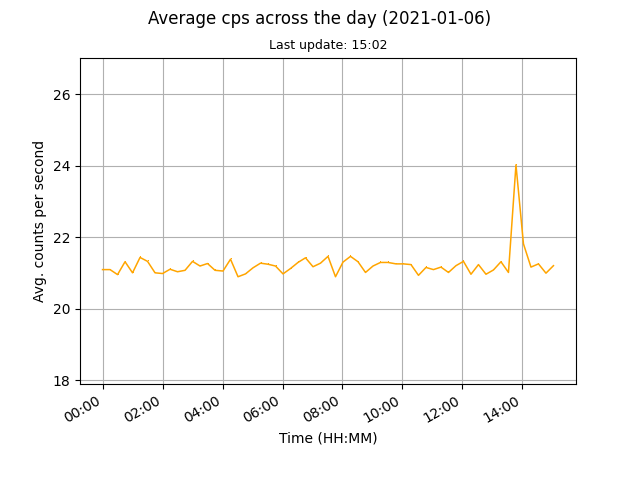 Average cps across the day (2021-01-06)
Last update: 15:02
26
24
22
20
18
Avg. counts per second
00:00 02:00 04:00 06:00 08:00 10:00 12:00 14:00
Time (HH:MM)